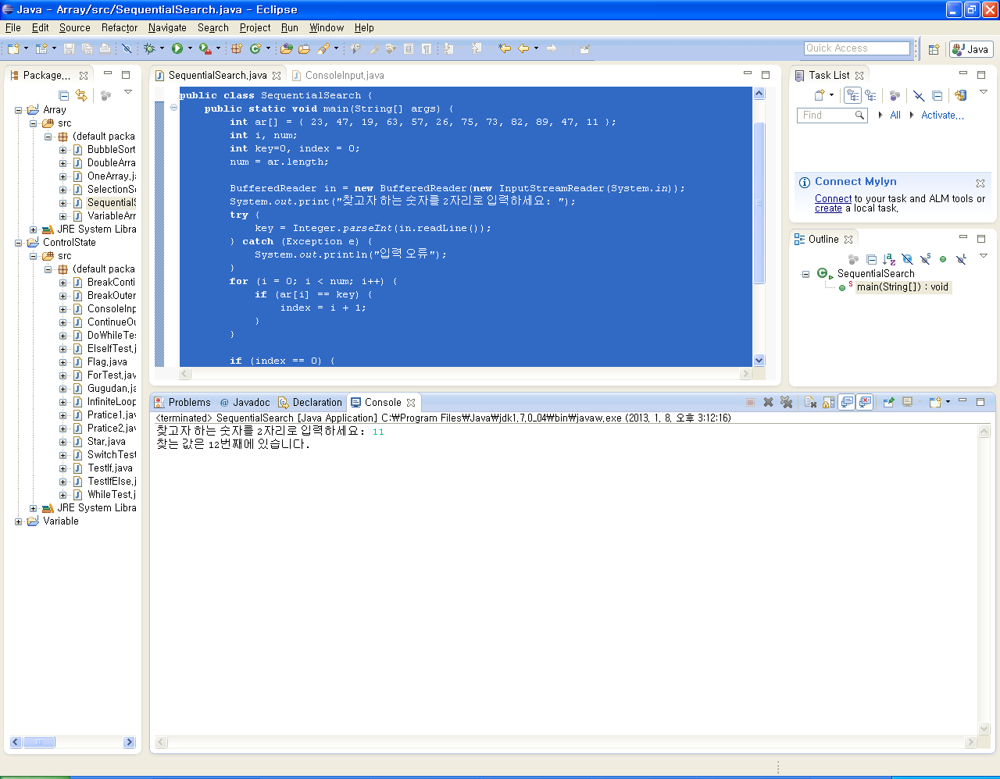 Java - Array/src/SequentialSearch.java - Eclipse
File Edit Source Refactor Navigate Search Project Run Window Help
Quick Access
Java
Package...
Array
src
(default packa
BubbleSort
DoubleArra
OneArray.ja
SelectionSe
SequentialS
VariableArr
JRE System Libra
ControlState
src
(default packa
BreakConti
BreakOuter
ConsoleInp
ContinueOu
DoWhileTes
ElseIfTest.j
Flag.java
ForTest.jav
Gugudan.ja
InfiniteLoop
Pratice1.jav
Pratice2.jav
Star.java
SwitchTest
TestIf.java
TestIfElse.j
WhileTest.j
JRE System Libra
Variable
SequentialSearch.java
ConsoleInput.java
public class SequentialSearch {
public static void main(String[] args) {
int ar[] = { 23, 47, 19, 63, 57, 26, 75, 73, 82, 89, 47, 11 };
int i, num;
int key=0, index = 0;
num = ar.length;
BufferedReader in = new BufferedReader(new InputStreamReader(System.in));
System.out.print("찾고자 하는 숫자를 2자리로 입력하세요: ");
try {
key = Integer.parseInt(in.readLine());
} catch (Exception e) {
System.out.println("입력 오류");
}
for (i = 0; i < num; i++) {
if (ar[i] == key) {
index = i + 1;
}
}
if (index == 0) {
Task List
Find
All
Activate...
Connect Mylyn
Connect to your task and ALM tools or
create a local task.
Outline
SequentialSearch
main(String[]) : void
Problems @ Javadoc Declaration Console
<terminated> SequentialSearch [Java Application] C:₩Program Files₩Java₩jdk1.7.0_04₩bin₩javaw.exe (2013. 1. 8. 오후 3:12:16)
찾고자 하는 숫자를 2자리로 입력하세요: 11
찾는 값은 12번째에 있습니다.